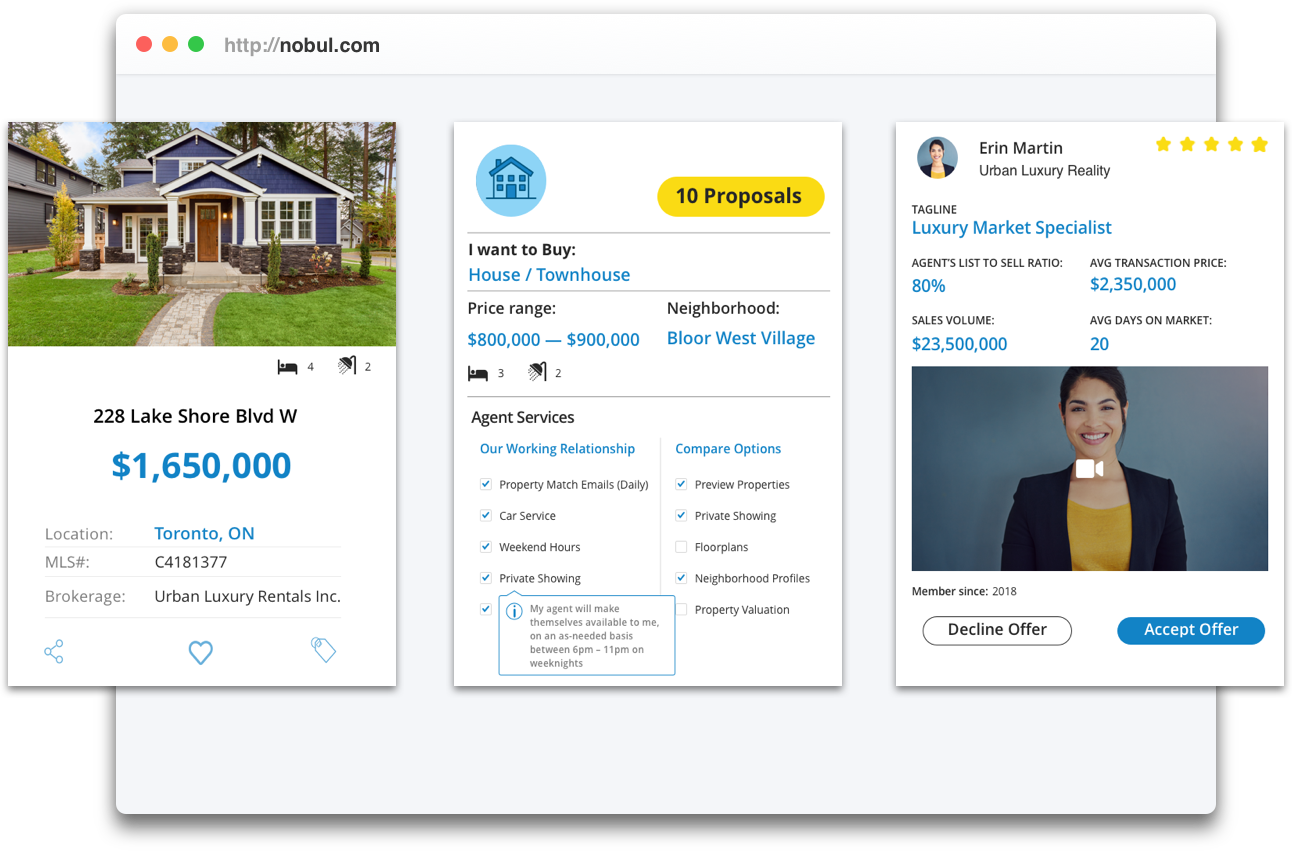 http://nobul.com
4
2
228 Lake Shore Blvd W
$1,650,000
Location: Toronto, ON
MLS#: C4181377
Brokerage: Urban Luxury Rentals Inc.
10 Proposals
I want to Buy:
House / Townhouse
Price range:
$800,000 — $900,000
Neighborhood:
Bloor West Village
3
2
Agent Services
Our Working Relationship
Property Match Emails (Daily)
Car Service
Weekend Hours
Private Showing
My agent will make
themselves available to me,
on an as-needed basis
between 6pm – 11pm on
weeknights
Compare Options
Preview Properties
Private Showing
Floorplans
Neighborhood Profiles
Property Valuation
Erin Martin
Urban Luxury Reality
TAGLINE
Luxury Market Specialist
AGENT'S LIST TO SELL RATIO:
80%
AVG TRANSACTION PRICE:
$2,350,000
SALES VOLUME:
$23,500,000
AVG DAYS ON MARKET:
20
Member since: 2018
Decline Offer
Accept Offer